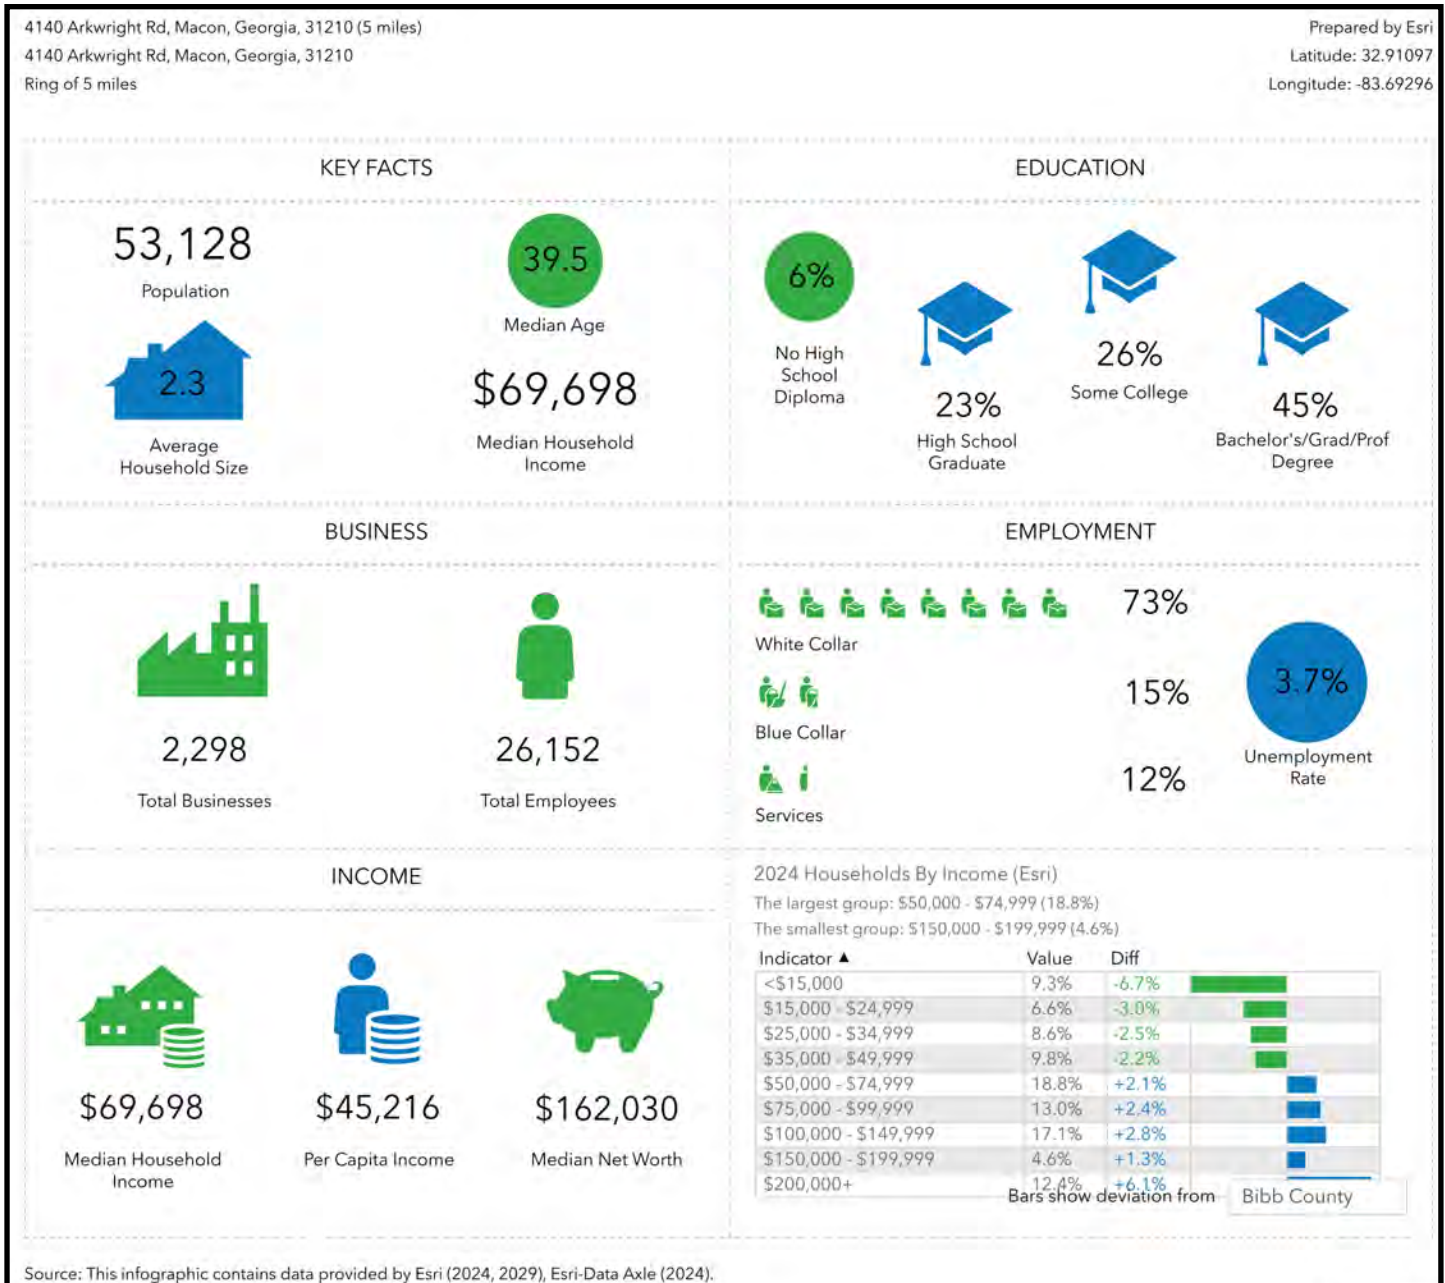 4140 Arkwright Rd, Macon, Georgia, 31210 (5 miles)
4140 Arkwright Rd, Macon, Georgia, 31210
Ring of 5 miles
Prepared by Esri
Latitude: 32.91097
Longitude: -83.69296
KEY FACTS
53,128
Population
39.5
Median Age
2.3
Average
Household Size
$69,698
Median Household
Income
EDUCATION
6%
No High
School
Diploma
23%
High School
Graduate
26%
Some College
45%
Bachelor's/Grad/Prof
Degree
BUSINESS
2,298
Total Businesses
26,152
Total Employees
EMPLOYMENT
73%
White Collar
15%
Blue Collar
12%
Services
3.7%
Unemployment
Rate
INCOME
$69,698
Median Household
Income
$45,216
Per Capita Income
$162,030
Median Net Worth
2024 Households By Income (Esri)
The largest group: $50,000 - $74,999 (18.8%)
The smallest group: $150,000 - $199,999 (4.6%)
Indicator ▲ Value Diff
<$15,000 9.3% -6.7%
$15,000 - $24,999 6.6% -3.0%
$25,000 - $34,999 8.6% -2.5%
$35,000 - $49,999 9.8% -2.2%
$50,000 - $74,999 18.8% +2.1%
$75,000 - $99,999 13.0% +2.4%
$100,000 - $149,999 17.1% +2.8%
$150,000 - $199,999 4.6% +1.3%
$200,000+ 12.4% +6.1%
Bars show deviation from Bibb County
Source: This infographic contains data provided by Esri (2024, 2029), Esri-Data Axle (2024).